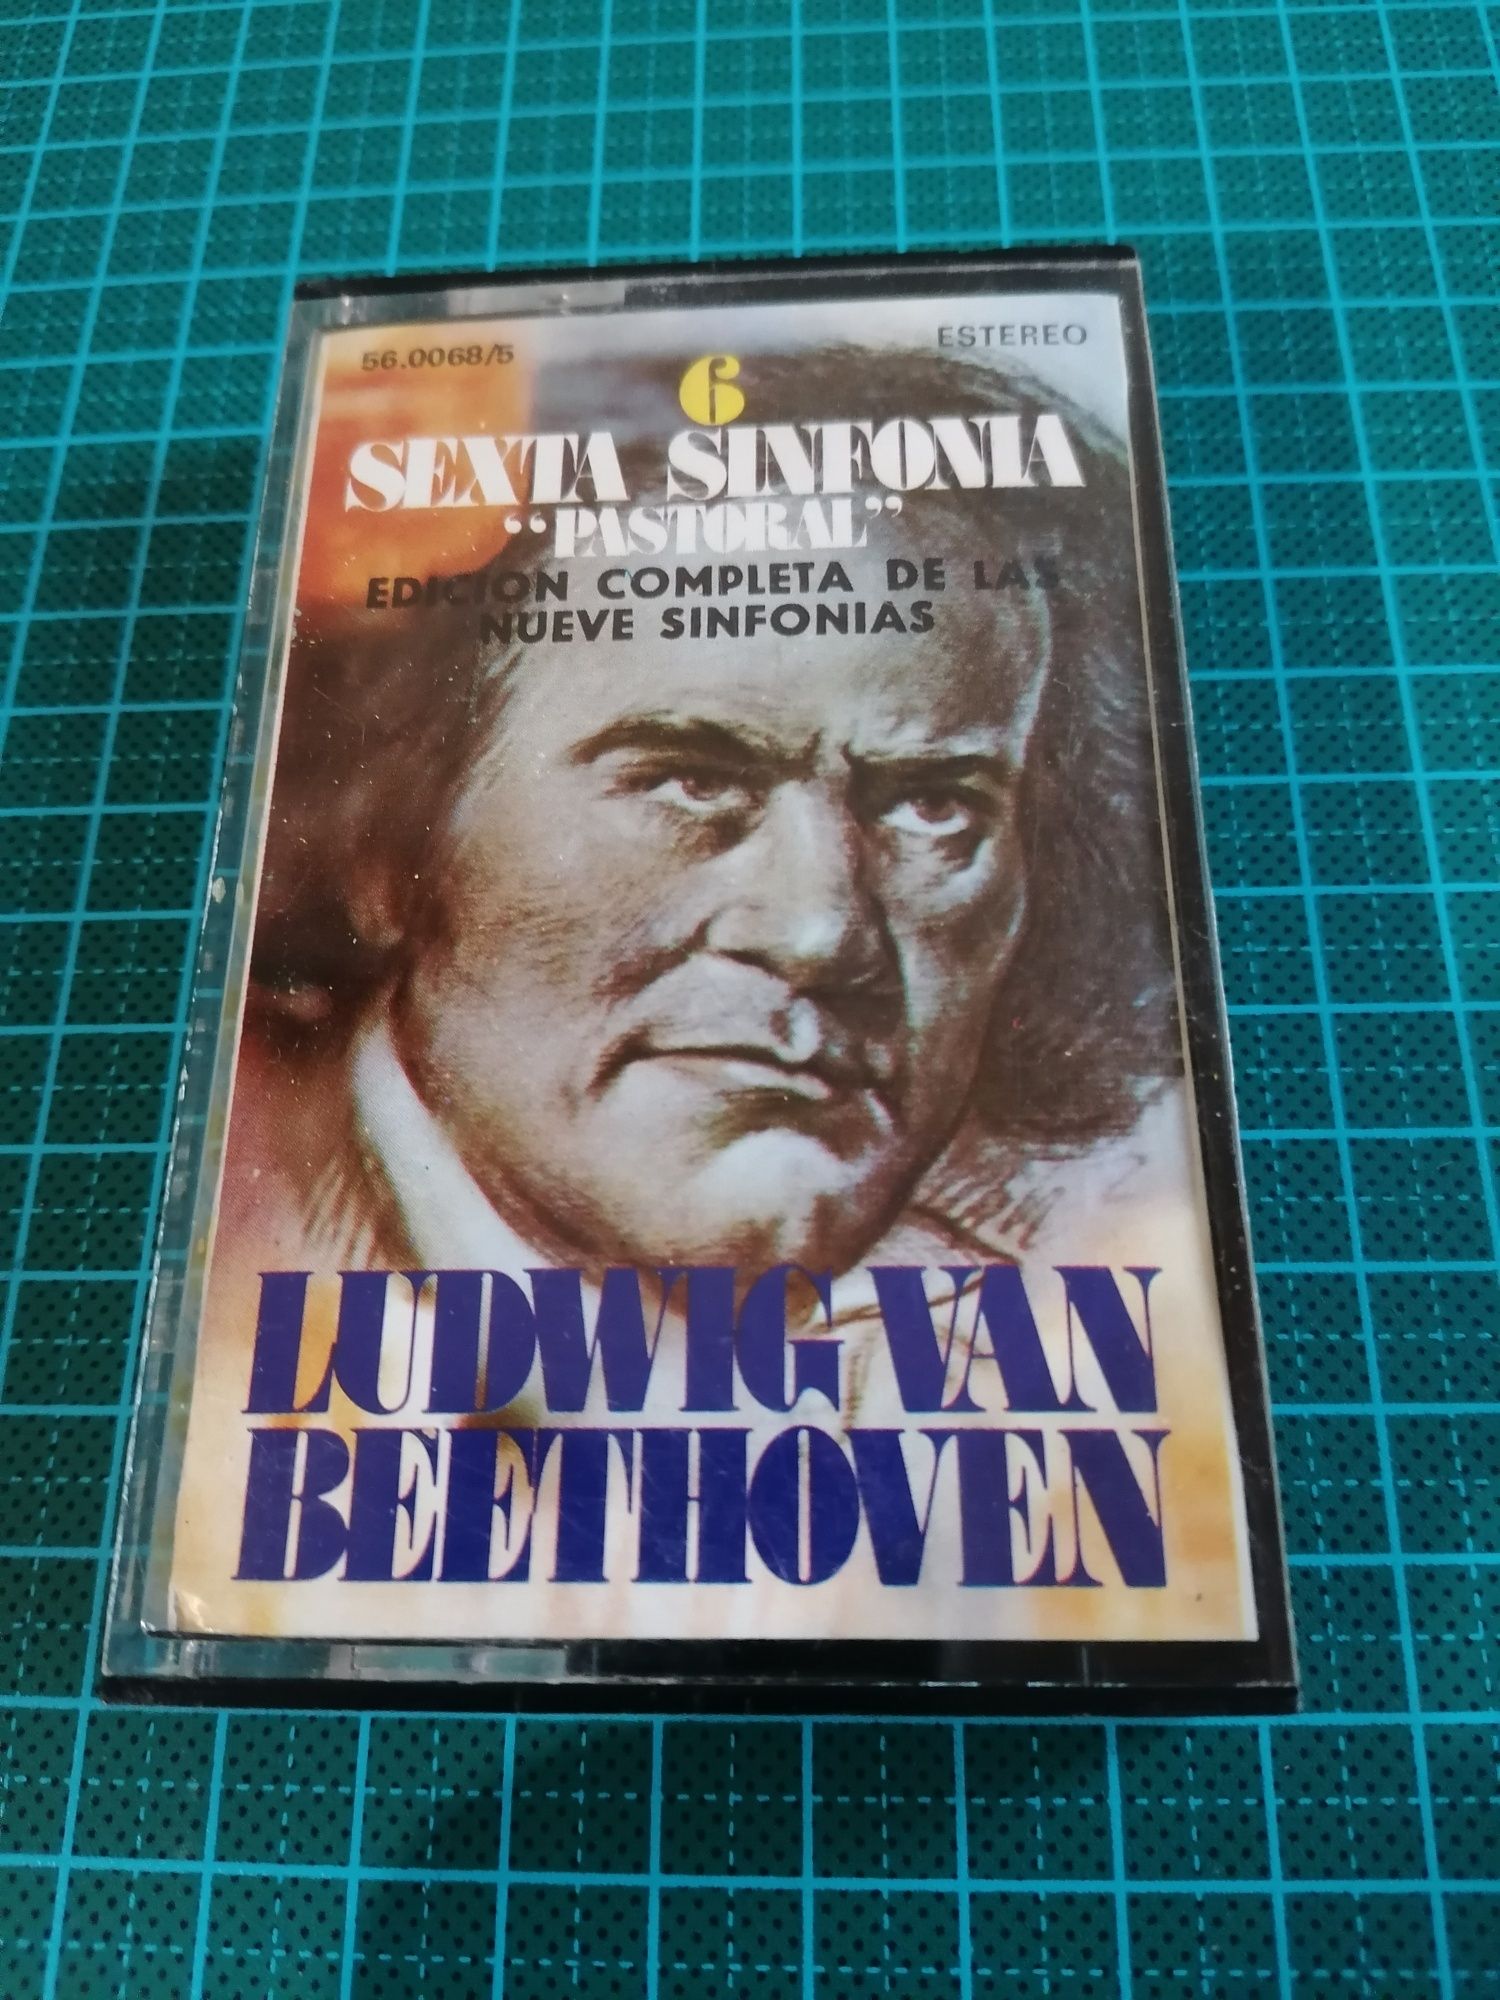 56.0068/5
ESTEREO
6
SEXTA SINFONIA
“PASTORAL”
EDICION COMPLETA DE LAS
NUEVE SINFONIAS
LUDWIG VAN
BEETHOVEN